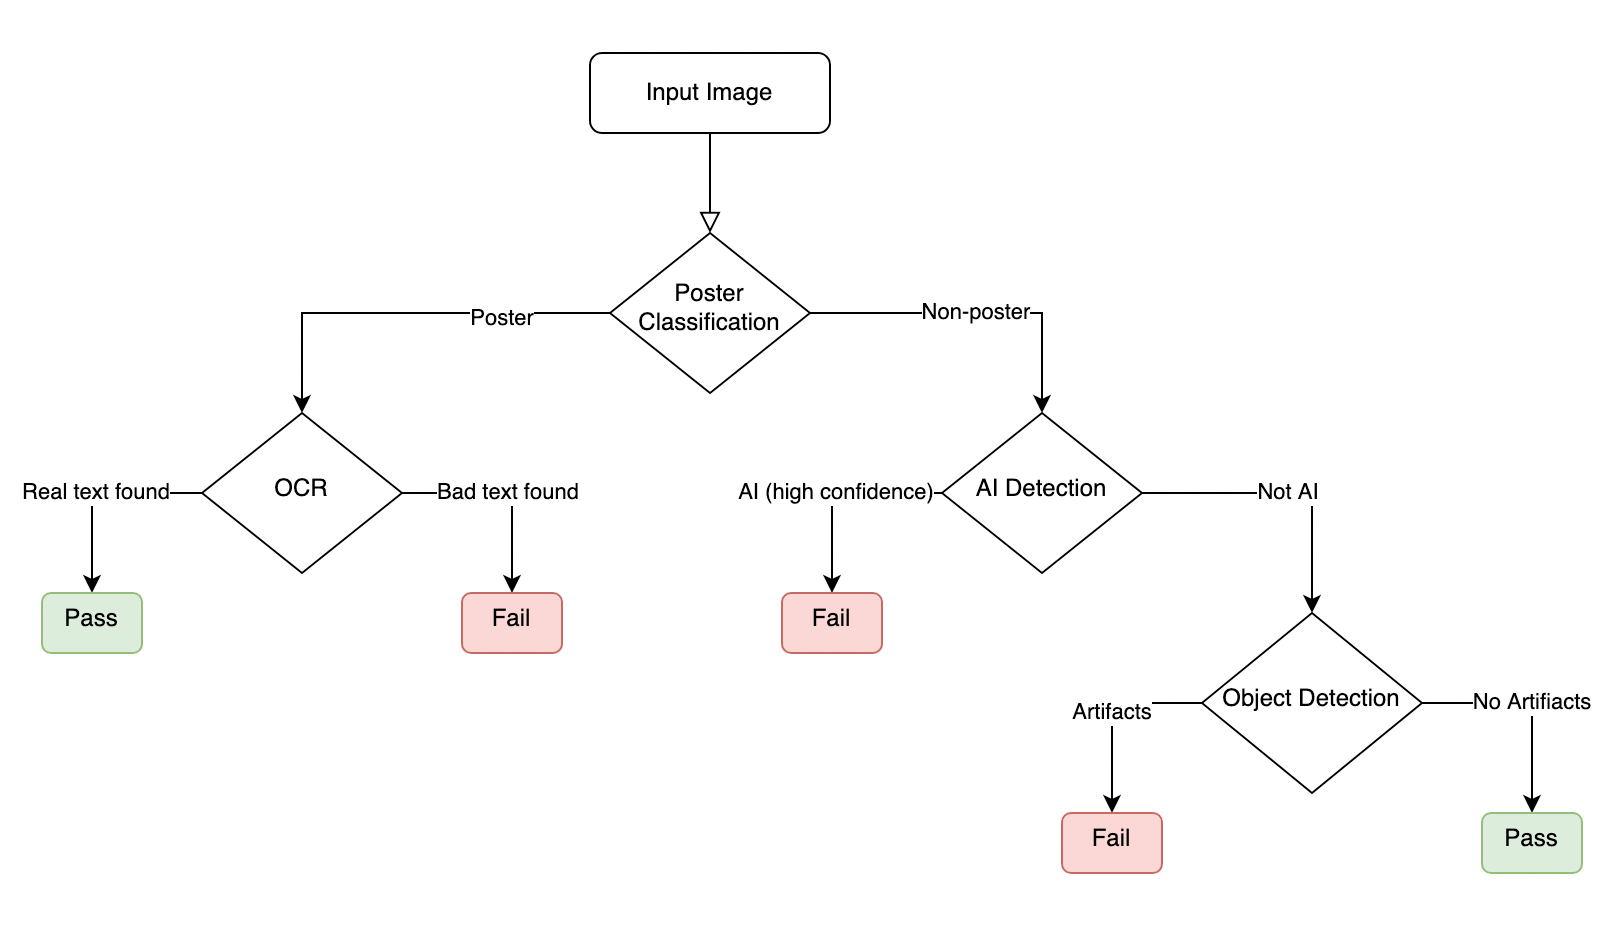 Input Image
Poster
Classification
Poster
Non-poster
OCR
AI Detection
Real text found
Bad text found
AI (high confidence)
Not AI
Pass
Fail
Fail
Object Detection
Artifacts
No Artifiacts
Fail
Pass